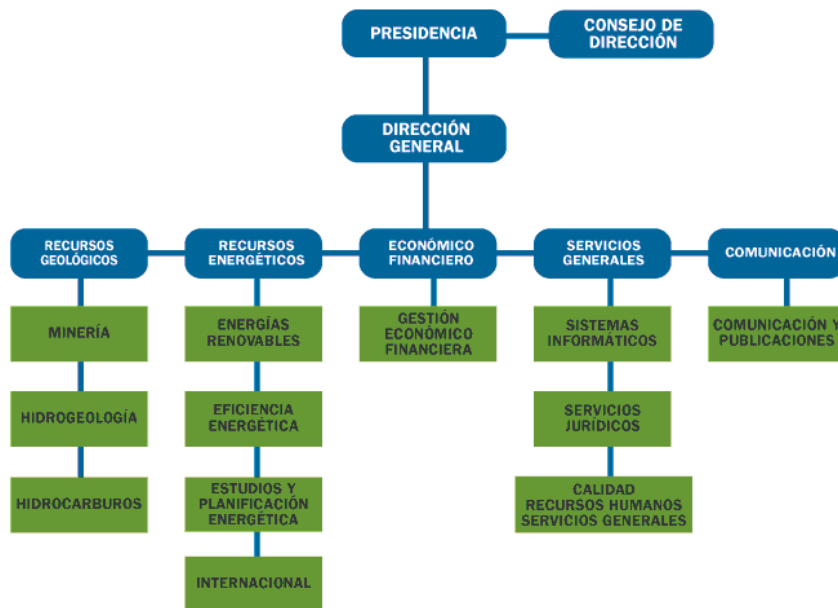 PRESIDENCIA
CONSEJO DE
DIRECCIÓN
DIRECCIÓN
GENERAL
RECURSOS
GEOLÓGICOS
RECURSOS
ENERGÉTICOS
ECONÓMICO
FINANCIERO
SERVICIOS
GENERALES
COMUNICACIÓN
MINERÍA
ENERGÍAS
RENOVABLES
GESTIÓN
ECONÓMICO
FINANCIERA
SISTEMAS
INFORMÁTICOS
COMUNICACIÓN Y
PUBLICACIONES
HIDROGEOLOGÍA
EFICIENCIA
ENERGÉTICA
SERVICIOS
JURÍDICOS
HIDROCARBUROS
ESTUDIOS Y
PLANIFICACIÓN
ENERGÉTICA
CALIDAD
RECURSOS HUMANOS
SERVICIOS GENERALES
INTERNACIONAL